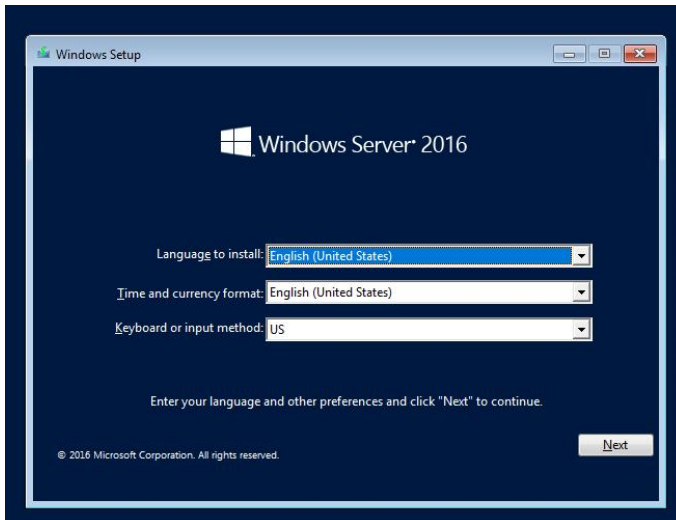 Windows Setup
Windows Server 2016
Language to install: English (United States)
Time and currency format: English (United States)
Keyboard or input method: US
Enter your language and other preferences and click "Next" to continue.
Next
© 2016 Microsoft Corporation. All rights reserved.